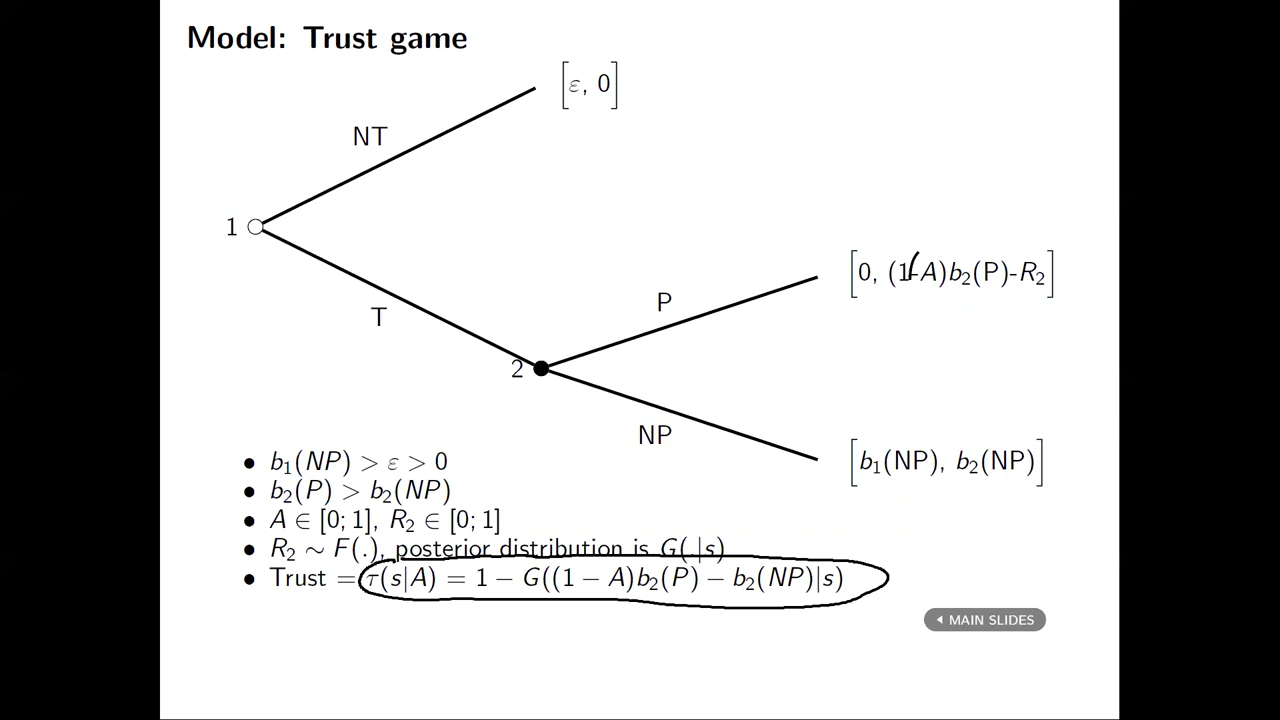 Model: Trust game
[ε, 0]
NT
1
[0, (1-A)b₂(P)-R₂]
P
T
2
NP
[b₁(NP), b₂(NP)]
• b₁(NP) > ε > 0
• b₂(P) > b₂(NP)
• A ∈ [0; 1], R₂ ∈ [0; 1]
• R₂ ∼ F(.), posterior distribution is G(.|s)
• Trust = τ(s|A) = 1 − G((1 − A)b₂(P) − b₂(NP)|s)
MAIN SLIDES